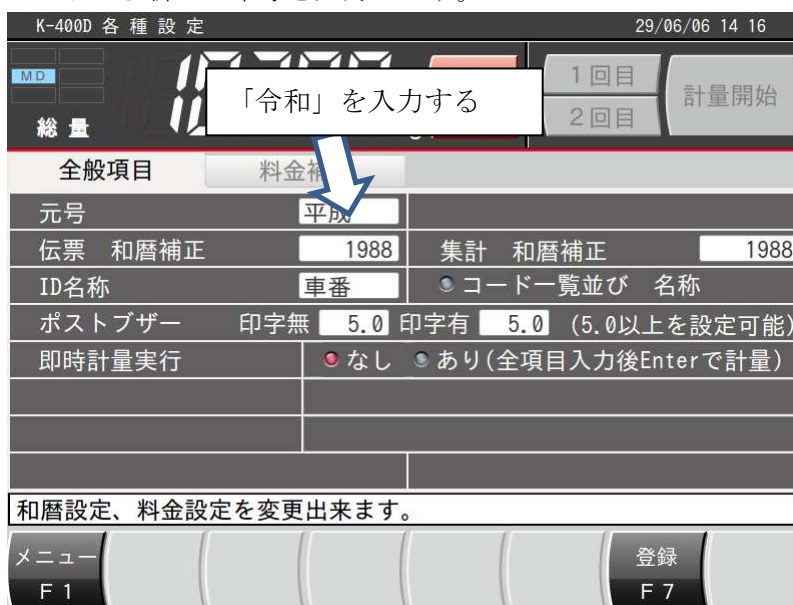 K-400D 各 種 設 定 29/06/06 14 16
MD
総 量
1回目
2回目
計量開始
「令和」を入力する
全般項目
元号 平成
伝票 和暦補正 1988 集計 和暦補正 1988
ID名称 車番 コード一覧並び 名称
ポストブザー 印字無 5.0 印字有 5.0 (5.0以上を設定可能)
即時計量実行 なし あり(全項目入力後Enterで計量)
和暦設定、料金設定を変更出来ます。
メニュー 登録
F1 F7